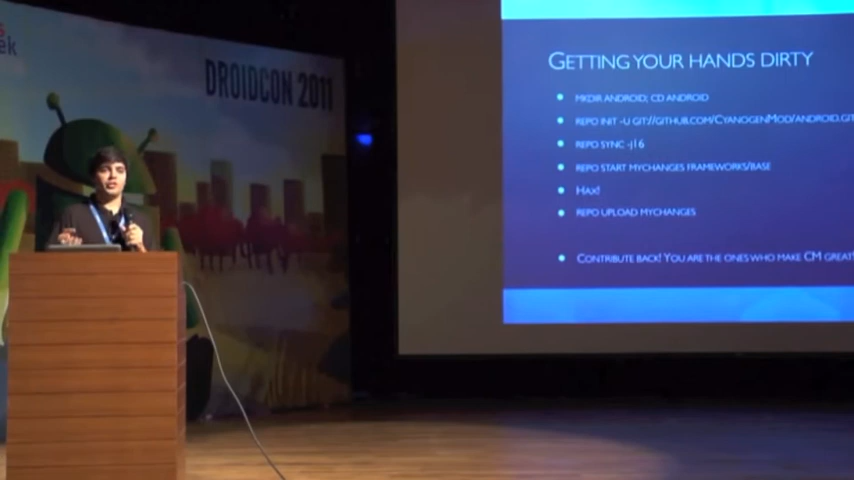 ek
DROIDCON 2011
GETTING YOUR HANDS DIRTY
MKDIR ANDROID; CD ANDROID
REPO INIT -U GIT://GITHUB.COM/CYANOGENMOD/ANDROID.GIT
REPO SYNC -J16
REPO START MYCHANGES FRAMEWORKS/BASE
HAX!
REPO UPLOAD MYCHANGES
CONTRIBUTE BACK! YOU ARE THE ONES WHO MAKE CM GREAT!